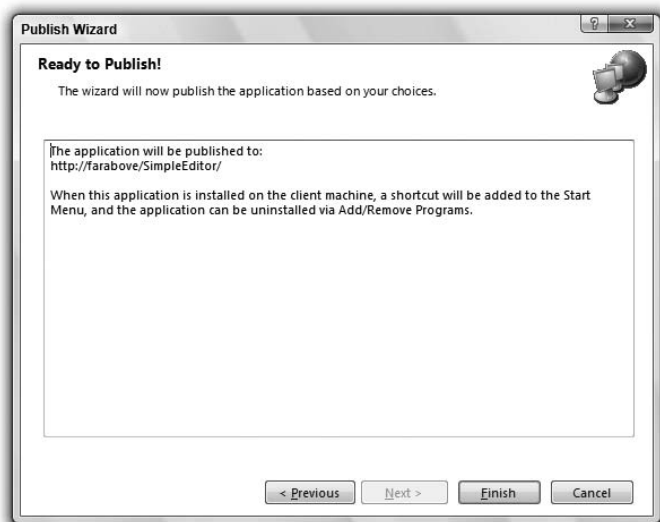 Publish Wizard
?
X
Ready to Publish!
The wizard will now publish the application based on your choices.
The application will be published to:
http://farabove/SimpleEditor/
When this application is installed on the client machine, a shortcut will be added to the Start
Menu, and the application can be uninstalled via Add/Remove Programs.
< Previous
Next >
Finish
Cancel